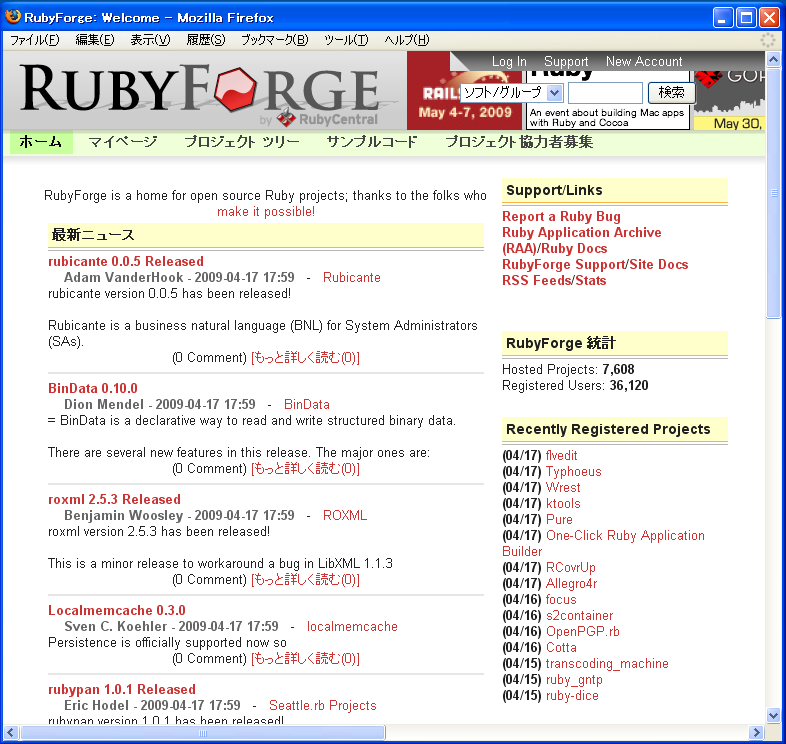 RubyForge: Welcome - Mozilla Firefox
ファイル(F) 編集(E) 表示(V) 履歴(S) ブックマーク(B) ツール(T) ヘルプ(H)
Log In Support New Account
RUBYFORGE
by RubyCentral
RAILS
May 4-7, 2009
Ruby
ソフト/グループ
検索
An event about building Mac apps
with Ruby and Cocoa
May 30,
ホーム マイページ プロジェクト ツリー サンプルコード プロジェクト協力者募集
RubyForge is a home for open source Ruby projects; thanks to the folks who
make it possible!
最新ニュース
rubicante 0.0.5 Released
Adam VanderHook - 2009-04-17 17:59 - Rubicante
rubicante version 0.0.5 has been released!
Rubicante is a business natural language (BNL) for System Administrators
(SAs).
(0 Comment) [もっと詳しく読む(0)]
BinData 0.10.0
Dion Mendel - 2009-04-17 17:59 - BinData
= BinData is a declarative way to read and write structured binary data.
There are several new features in this release. The major ones are:
(0 Comment) [もっと詳しく読む(0)]
roxml 2.5.3 Released
Benjamin Woosley - 2009-04-17 17:59 - ROXML
roxml version 2.5.3 has been released!
This is a minor release to workaround a bug in LibXML 1.1.3
(0 Comment) [もっと詳しく読む(0)]
Localmemcache 0.3.0
Sven C. Koehler - 2009-04-17 17:59 - localmemcache
Persistence is officially supported now so
(0 Comment) [もっと詳しく読む(0)]
rubypan 1.0.1 Released
Eric Hodel - 2009-04-17 17:59 - Seattle.rb Projects
rubypan version 1.0.1 has been released!
Support/Links
Report a Ruby Bug
Ruby Application Archive
(RAA)/Ruby Docs
RubyForge Support/Site Docs
RSS Feeds/Stats
RubyForge 統計
Hosted Projects: 7,608
Registered Users: 36,120
Recently Registered Projects
(04/17) flvedit
(04/17) Typhoeus
(04/17) Wrest
(04/17) ktools
(04/17) Pure
(04/17) One-Click Ruby Application
Builder
(04/17) RCovrUp
(04/17) Allegro4r
(04/16) focus
(04/16) s2container
(04/16) OpenPGP.rb
(04/16) Cotta
(04/15) transcoding_machine
(04/15) ruby_gntp
(04/15) ruby-dice